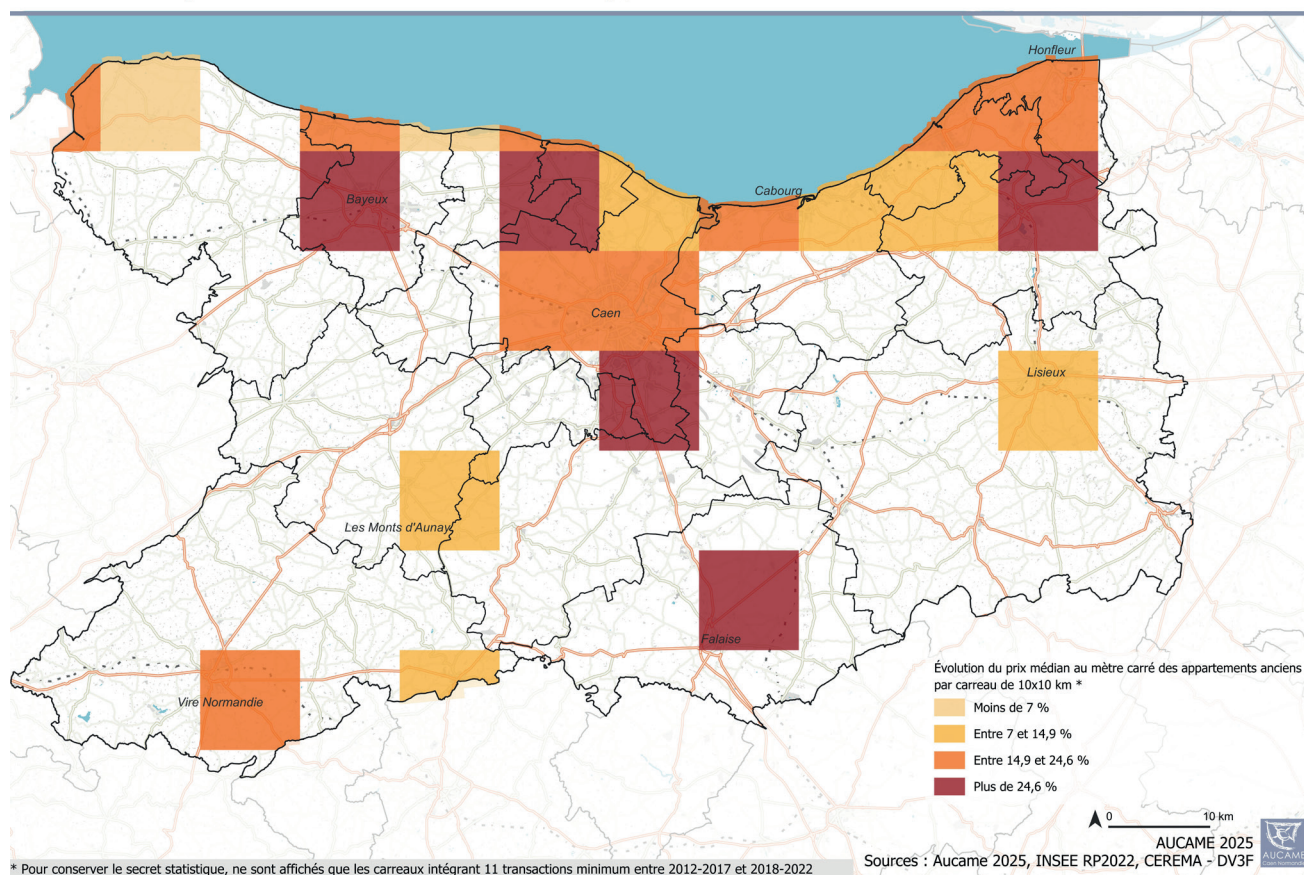 Honfleur
Cabourg
Bayeux
Caen
Lisieux
Les Monts d'Aunay
Falaise
Vire Normandie
Évolution du prix médian au mètre carré des appartements anciens
par carreau de 10x10 km *
Moins de 7 %
Entre 7 et 14,9 %
Entre 14,9 et 24,6 %
Plus de 24,6 %
0 10 km
AUCAME 2025
Sources : Aucame 2025, INSEE RP2022, CEREMA - DV3F
AUCAME
Caen Normandie
* Pour conserver le secret statistique, ne sont affichés que les carreaux intégrant 11 transactions minimum entre 2012-2017 et 2018-2022